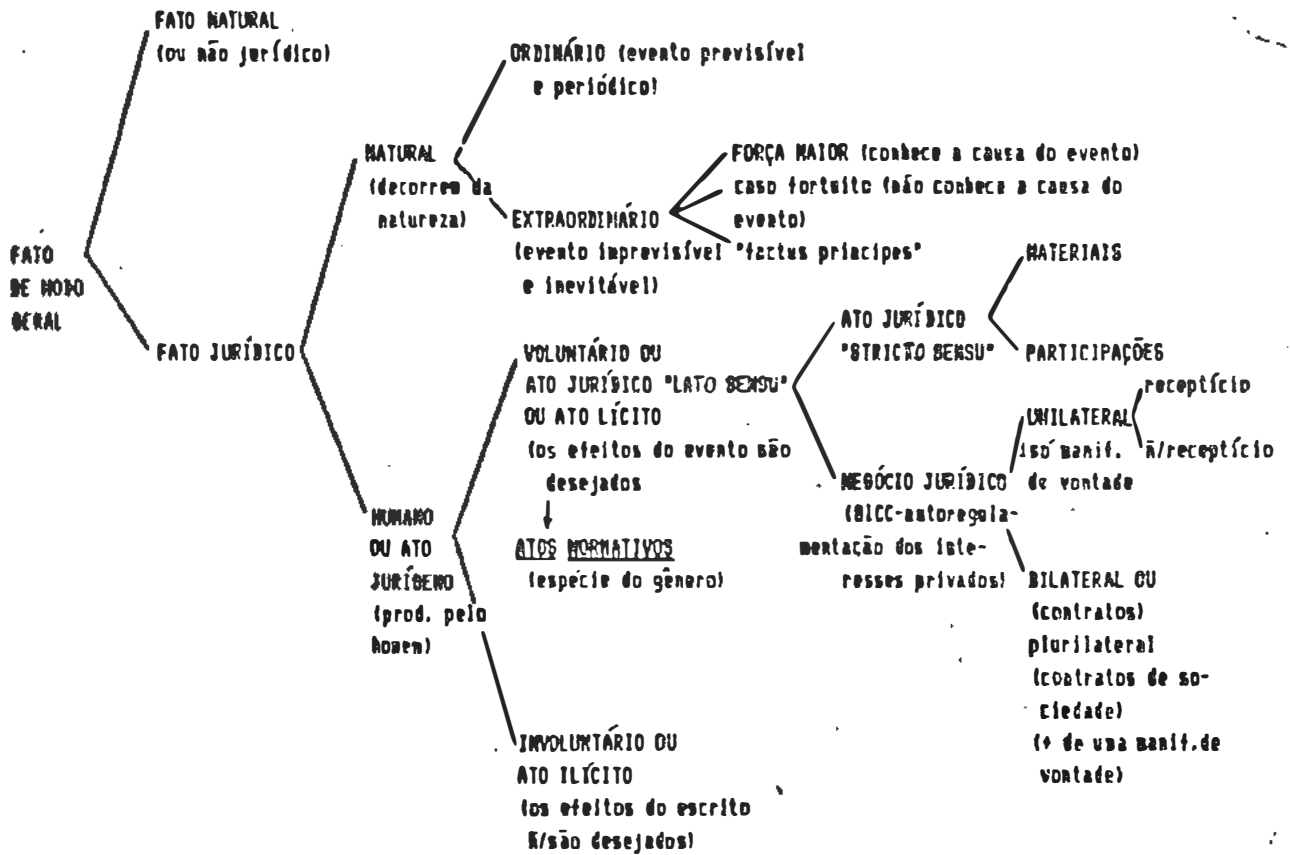 FATO NATURAL
(ou não jurídico)
ORDINÁRIO (evento previsível
e periódico)
NATURAL
(decorrem da
natureza)
FORÇA MAIOR (conhece a causa do evento)
caso fortuito (não conhece a causa do
evento)
"factus principes"
EXTRAORDINÁRIO
(evento imprevisível
e inevitável)
FATO
DE MODO
GERAL
FATO JURÍDICO
MATERIAIS
ATO JURÍDICO
"STRICTO SENSU"
PARTICIPAÇÕES
VOLUNTÁRIO OU
ATO JURÍDICO "LATO SENSU"
OU ATO LÍCITO
(os efeitos do evento são
desejados
ATOS NORMATIVOS
(espécie do gênero)
receptício
UNILATERAL
(só manif.
de vontade
ñ/receptício
NEGÓCIO JURÍDICO
autoregula-
mentação dos inte-
resses privados)
HUMANO
OU ATO
JURÍGENO
(prod. pelo
homem)
BILATERAL OU
(contratos)
plurilateral
(contratos de so-
ciedade)
(+ de uma manif.de
vontade)
INVOLUNTÁRIO OU
ATO ILÍCITO
(os efeitos do escrito
ñ/são desejados)